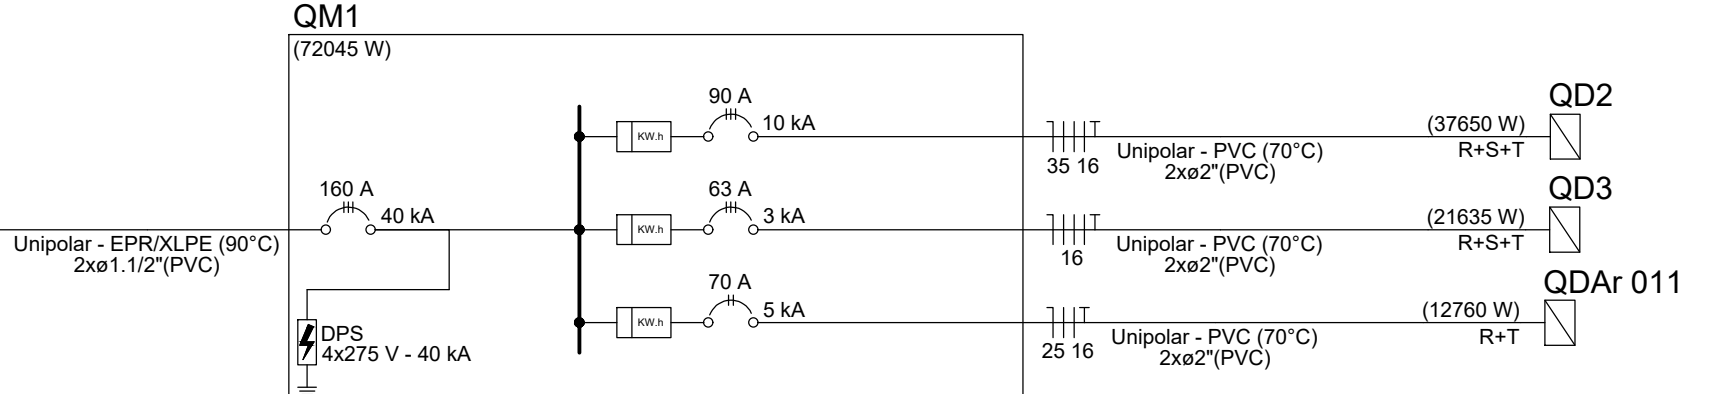 QM1
(72045 W)
90 A
10 kA
KW.h
35 16
Unipolar - PVC (70°C)
2xø2"(PVC)
(37650 W)
R+S+T
QD2
160 A
40 kA
Unipolar - EPR/XLPE (90°C)
2xø1.1/2"(PVC)
63 A
3 kA
KW.h
16
Unipolar - PVC (70°C)
2xø2"(PVC)
(21635 W)
R+S+T
QD3
70 A
5 kA
KW.h
25 16
Unipolar - PVC (70°C)
2xø2"(PVC)
(12760 W)
R+T
QDAr 011
DPS
4x275 V - 40 kA